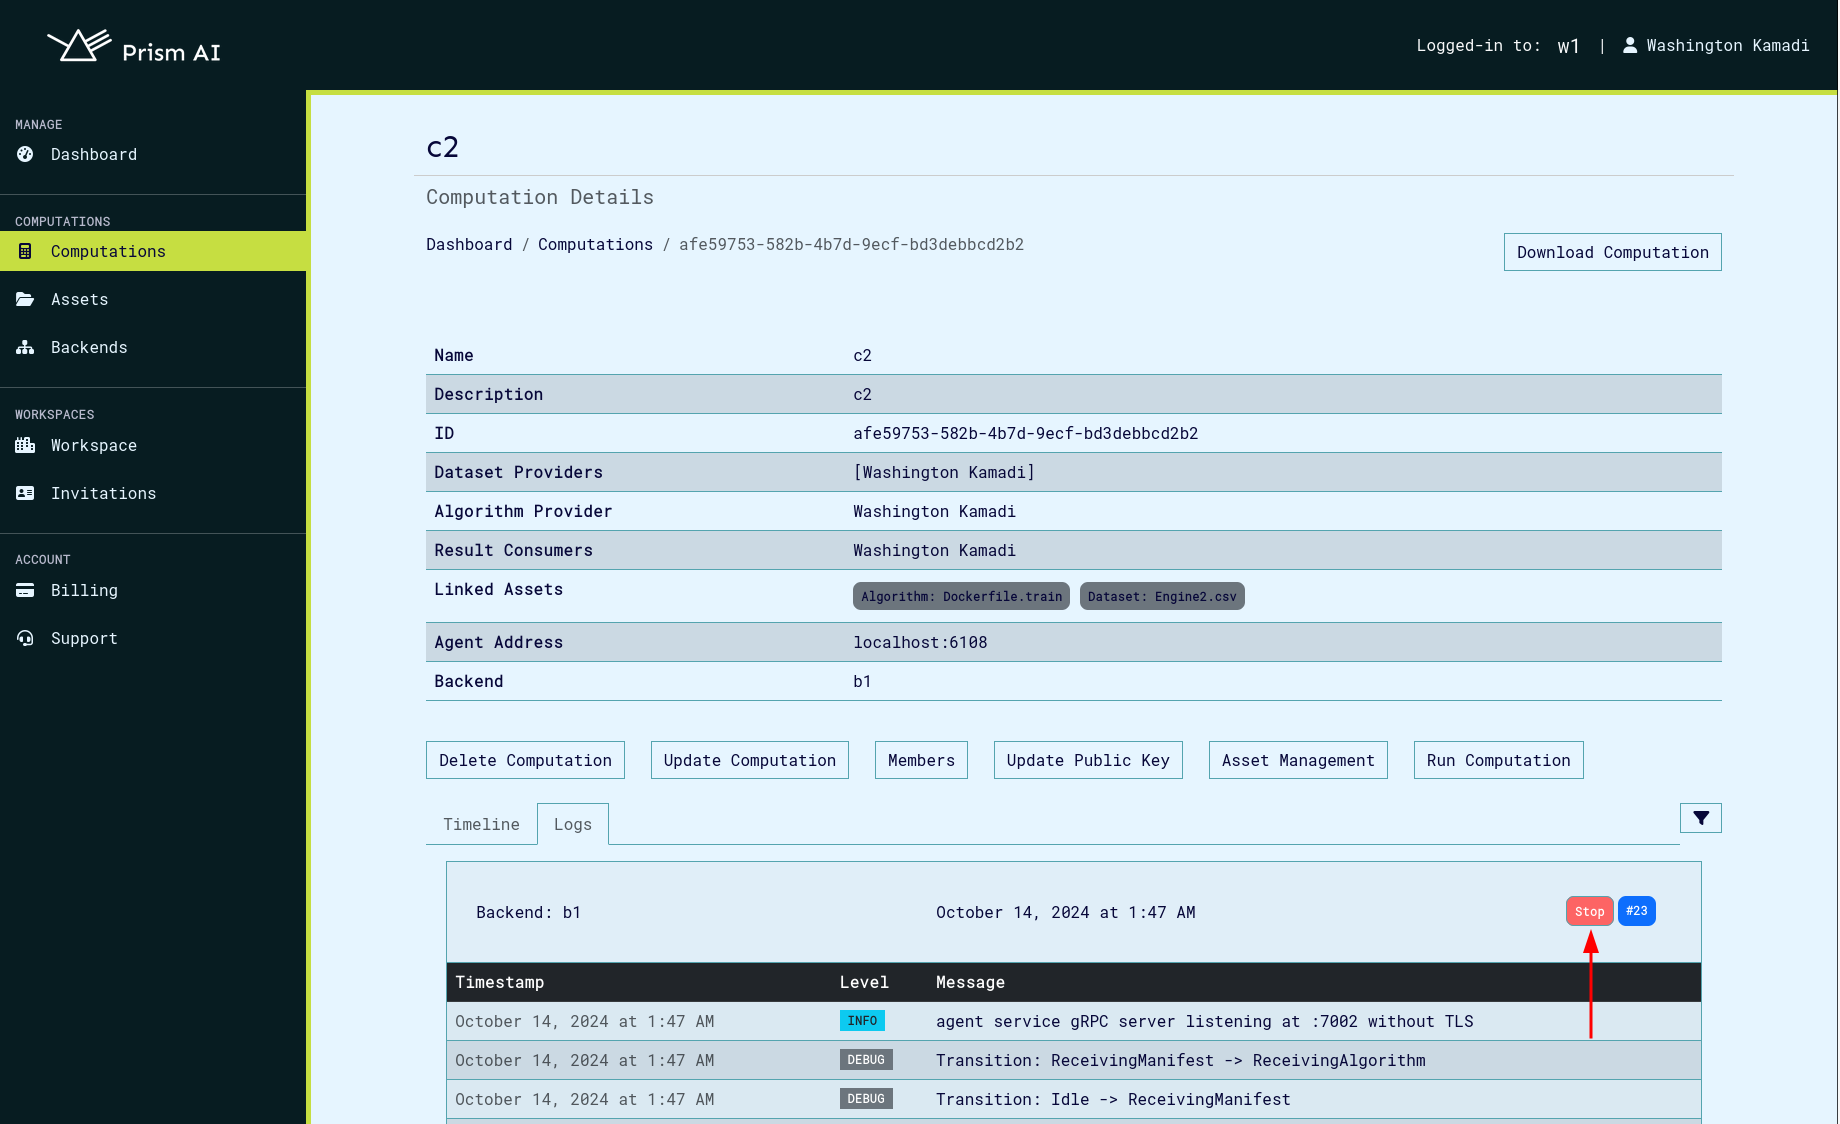 Prism AI
Logged-in to: w1 | Washington Kamadi
MANAGE
Dashboard
COMPUTATIONS
Computations
Assets
Backends
WORKSPACES
Workspace
Invitations
ACCOUNT
Billing
Support
c2
Computation Details
Dashboard / Computations / afe59753-582b-4b7d-9ecf-bd3debbcd2b2
Download Computation
Name c2
Description c2
ID afe59753-582b-4b7d-9ecf-bd3debbcd2b2
Dataset Providers [Washington Kamadi]
Algorithm Provider Washington Kamadi
Result Consumers Washington Kamadi
Linked Assets Algorithm: Dockerfile.train Dataset: Engine2.csv
Agent Address localhost:6108
Backend b1
Delete Computation Update Computation Members Update Public Key Asset Management Run Computation
Timeline Logs
Backend: b1 October 14, 2024 at 1:47 AM Stop #23
Timestamp Level Message
October 14, 2024 at 1:47 AM INFO agent service gRPC server listening at :7002 without TLS
October 14, 2024 at 1:47 AM DEBUG Transition: ReceivingManifest -> ReceivingAlgorithm
October 14, 2024 at 1:47 AM DEBUG Transition: Idle -> ReceivingManifest